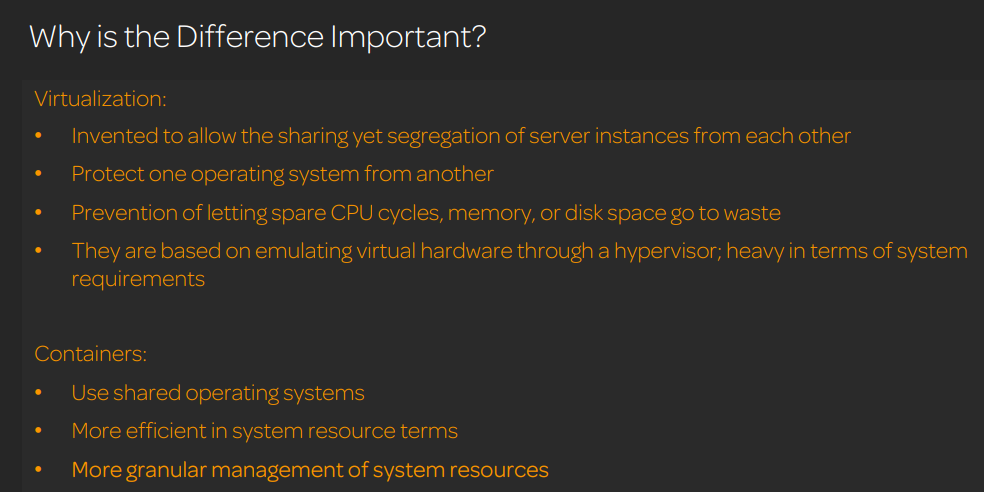 Why is the Difference Important?
Virtualization:
• Invented to allow the sharing yet segregation of server instances from each other
• Protect one operating system from another
• Prevention of letting spare CPU cycles, memory, or disk space go to waste
• They are based on emulating virtual hardware through a hypervisor; heavy in terms of system
requirements
Containers:
• Use shared operating systems
• More efficient in system resource terms
• More granular management of system resources